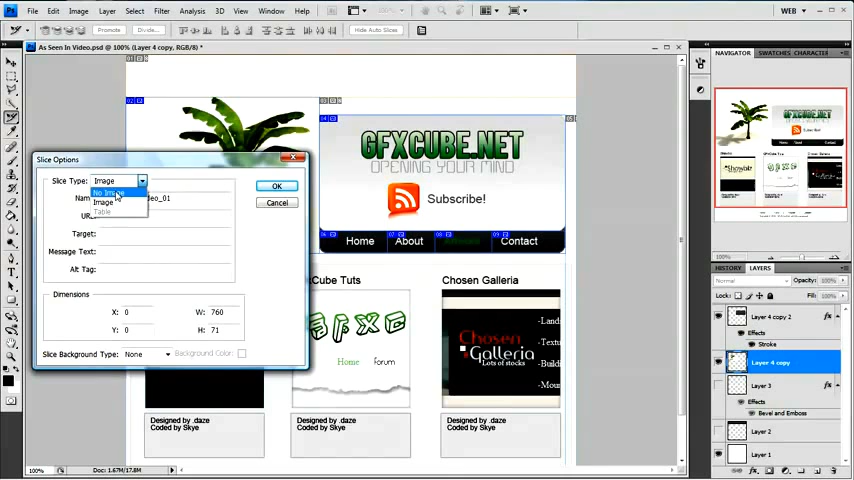 File Edit Image Layer Select Filter Analysis 3D View Window Help 100% WEB
Promote Divide... Hide Auto Slices
As Seen In Video.psd @ 100% (Layer 4 copy, RGB/8) *
NAVIGATOR SWATCHES CHARACTER
GFXCUBE.NET
OPENING YOUR MIND
Subscribe!
Home About Contact
Slice Options
Slice Type: Image
No Image
Image
Table
OK
Cancel
deo_01
Target:
Message Text:
Alt Tag:
Dimensions
X: 0 W: 760
Y: 0 H: 71
Slice Background Type: None Background Color:
Cube Tuts
Chosen Galleria
GFXC
Home forum
Chosen
Galleria
Lots of stocks
Designed by .daze
Coded by Skye
Designed by .daze
Coded by Skye
Designed by .daze
Coded by Skye
100%
HISTORY LAYERS
Normal Opacity: 100%
Lock: Fill: 100%
Layer 4 copy 2
Effects
Stroke
Layer 4 copy
Layer 3
Effects
Bevel and Emboss
Layer 2
Layer 1
100% Doc: 1.67M/17.8M